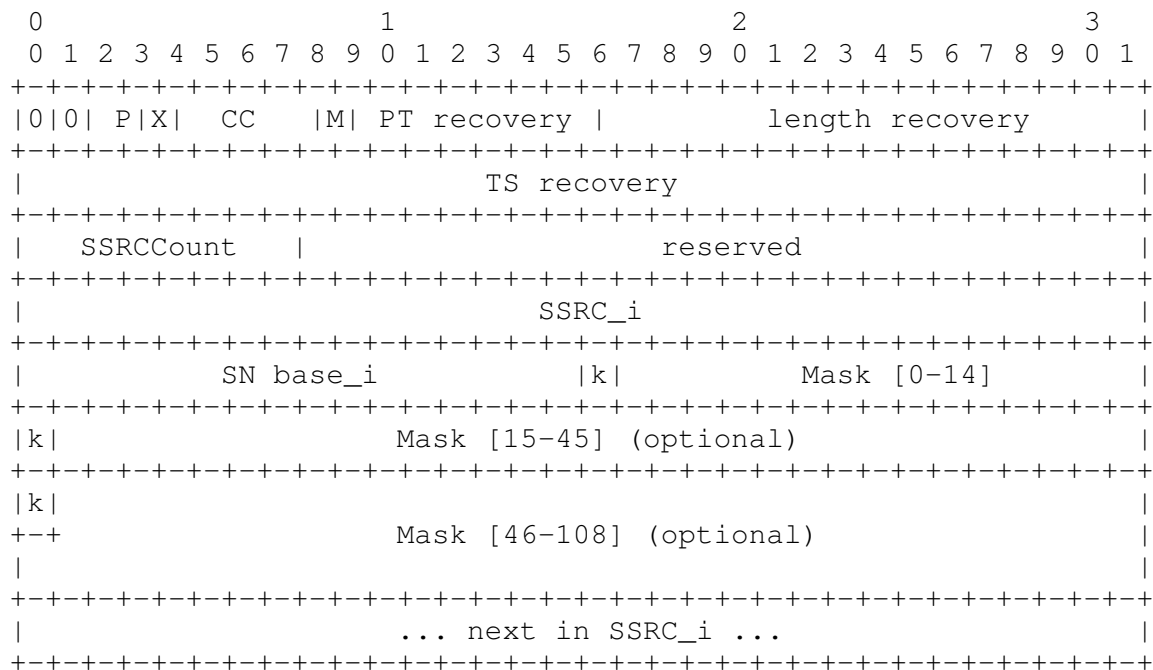 0                   1                   2                   3
 0 1 2 3 4 5 6 7 8 9 0 1 2 3 4 5 6 7 8 9 0 1 2 3 4 5 6 7 8 9 0 1
+-+-+-+-+-+-+-+-+-+-+-+-+-+-+-+-+-+-+-+-+-+-+-+-+-+-+-+-+-+-+-+-+
|0|0| P|X|  CC   |M| PT recovery |         length recovery      |
+-+-+-+-+-+-+-+-+-+-+-+-+-+-+-+-+-+-+-+-+-+-+-+-+-+-+-+-+-+-+-+-+
|                          TS recovery                          |
+-+-+-+-+-+-+-+-+-+-+-+-+-+-+-+-+-+-+-+-+-+-+-+-+-+-+-+-+-+-+-+-+
|   SSRCCount   |                    reserved                   |
+-+-+-+-+-+-+-+-+-+-+-+-+-+-+-+-+-+-+-+-+-+-+-+-+-+-+-+-+-+-+-+-+
|                             SSRC_i                            |
+-+-+-+-+-+-+-+-+-+-+-+-+-+-+-+-+-+-+-+-+-+-+-+-+-+-+-+-+-+-+-+-+
|           SN base_i           |k|          Mask [0-14]        |
+-+-+-+-+-+-+-+-+-+-+-+-+-+-+-+-+-+-+-+-+-+-+-+-+-+-+-+-+-+-+-+-+
|k|                   Mask [15-45] (optional)                   |
+-+-+-+-+-+-+-+-+-+-+-+-+-+-+-+-+-+-+-+-+-+-+-+-+-+-+-+-+-+-+-+-+
|k|                                                             |
+-+                   Mask [46-108] (optional)                  |
|                                                               |
+-+-+-+-+-+-+-+-+-+-+-+-+-+-+-+-+-+-+-+-+-+-+-+-+-+-+-+-+-+-+-+-+
|                     ... next in SSRC_i ...                    |
+-+-+-+-+-+-+-+-+-+-+-+-+-+-+-+-+-+-+-+-+-+-+-+-+-+-+-+-+-+-+-+-+